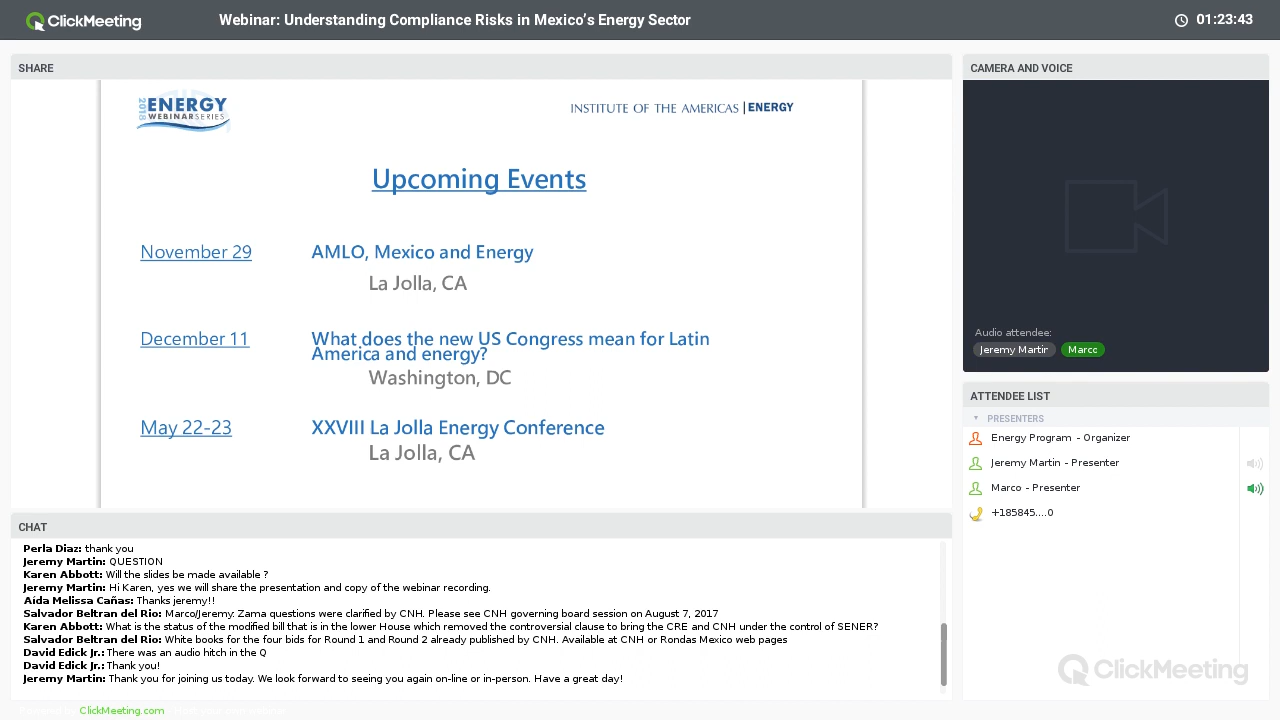 ClickMeeting
Webinar: Understanding Compliance Risks in Mexico’s Energy Sector
01:23:43
SHARE
2018 ENERGY
WEBINARSERIES
INSTITUTE OF THE AMERICAS | ENERGY
Upcoming Events
November 29
AMLO, Mexico and Energy
La Jolla, CA
December 11
What does the new US Congress mean for Latin
America and energy?
Washington, DC
May 22-23
XXVIII La Jolla Energy Conference
La Jolla, CA
CAMERA AND VOICE
Audio attendee:
Jeremy Martin
Marco
ATTENDEE LIST
PRESENTERS
Energy Program - Organizer
Jeremy Martin - Presenter
Marco - Presenter
+185845....0
CHAT
Perla Diaz: thank you
Jeremy Martin: QUESTION
Karen Abbott: Will the slides be made available ?
Jeremy Martin: Hi Karen, yes we will share the presentation and copy of the webinar recording.
Aída Melissa Cañas: Thanks jeremy!!
Salvador Beltran del Rio: Marco/Jeremy: Zama questions were clarified by CNH. Please see CNH governing board session on August 7, 2017
Karen Abbott: What is the status of the modified bill that is in the lower House which removed the controversial clause to bring the CRE and CNH under the control of SENER?
Salvador Beltran del Rio: White books for the four bids for Round 1 and Round 2 already published by CNH. Available at CNH or Rondas Mexico web pages
David Edick Jr.: There was an audio hitch in the Q
David Edick Jr.: Thank you!
Jeremy Martin: Thank you for joining us today. We look forward to seeing you again on-line or in-person. Have a great day!
ClickMeeting
ClickMeeting.com